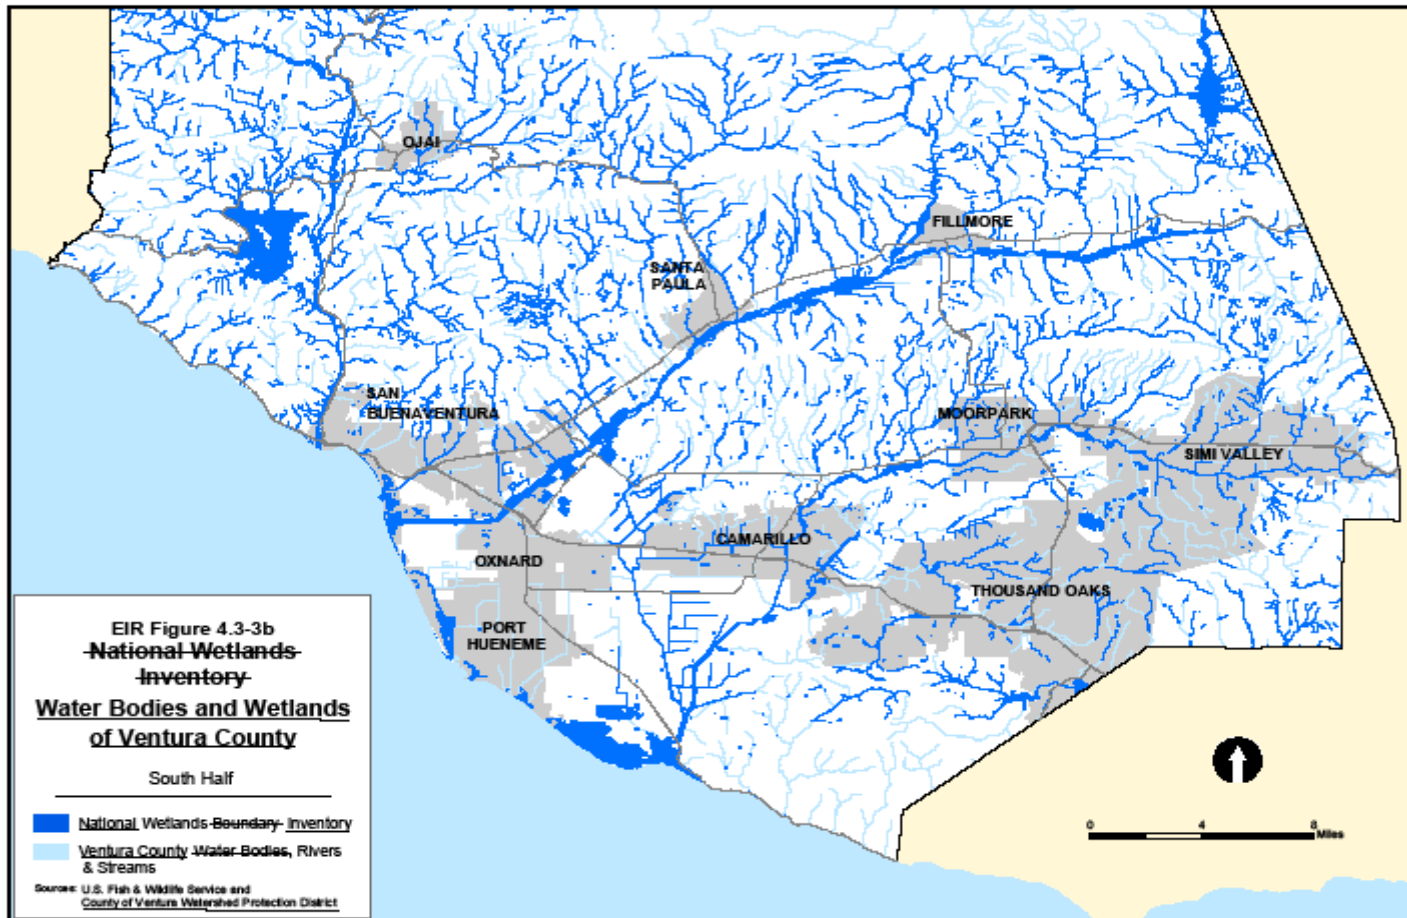 OJAI
FILLMORE
SANTA
PAULA
SAN
BUENAVENTURA
MOORPARK
SIMI VALLEY
CAMARILLO
OXNARD
THOUSAND OAKS
PORT
HUENEME
EIR Figure 4.3-3b
National Wetlands
Inventory
Water Bodies and Wetlands
of Ventura County
South Half
National Wetlands Boundary Inventory
Ventura County Water Bodies, Rivers
& Streams
Sources: U.S. Fish & Wildlife Service and
County of Ventura Watershed Protection District
0 4 8
Miles